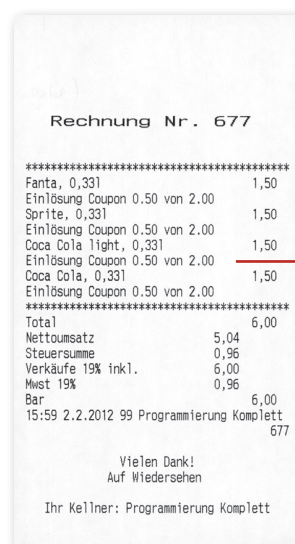 Rechnung Nr. 677
****************************************
Fanta, 0,33l 1,50
Einlösung Coupon 0.50 von 2.00
Sprite, 0,33l 1,50
Einlösung Coupon 0.50 von 2.00
Coca Cola light, 0,33l 1,50
Einlösung Coupon 0.50 von 2.00
Coca Cola, 0,33l 1,50
Einlösung Coupon 0.50 von 2.00
****************************************
Total 6,00
Nettoumsatz 5,04
Steuersumme 0,96
Verkäufe 19% inkl. 6,00
Mwst 19% 0,96
Bar 6,00
15:59 2.2.2012 99 Programmierung Komplett
677
Vielen Dank!
Auf Wiedersehen
Ihr Kellner: Programmierung Komplett